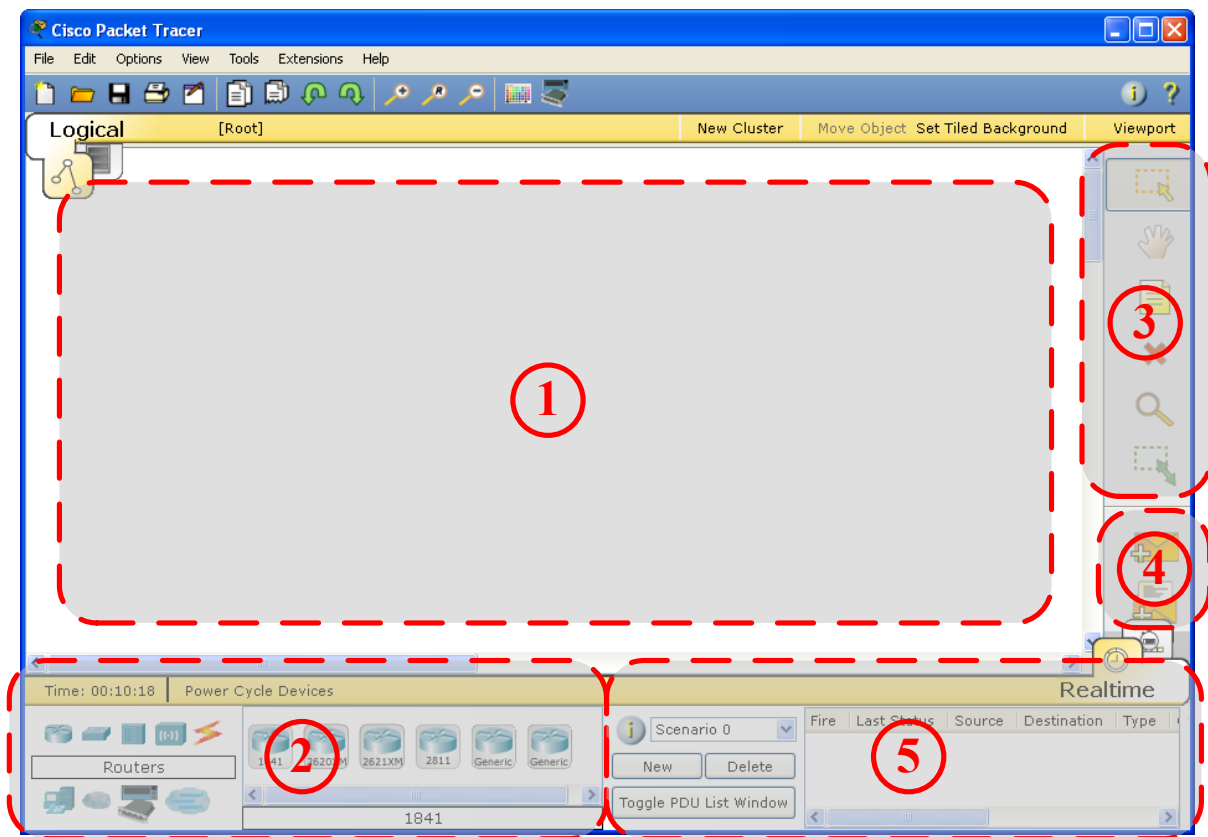 Cisco Packet Tracer
File Edit Options View Tools Extensions Help
Logical [Root] New Cluster Move Object Set Tiled Background Viewport
3
1
4
Time: 00:10:18 Power Cycle Devices Realtime
Routers
1841 2621XM 2811 Generic Generic
2
1841
Scenario 0
New Delete
Toggle PDU List Window
Fire Last Status Source Destination Type
5